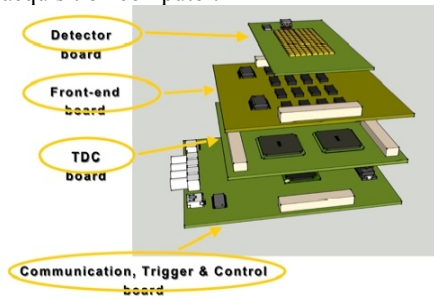 Detector
board
Front-end
board
TDC
board
Communication, Trigger & Control
board